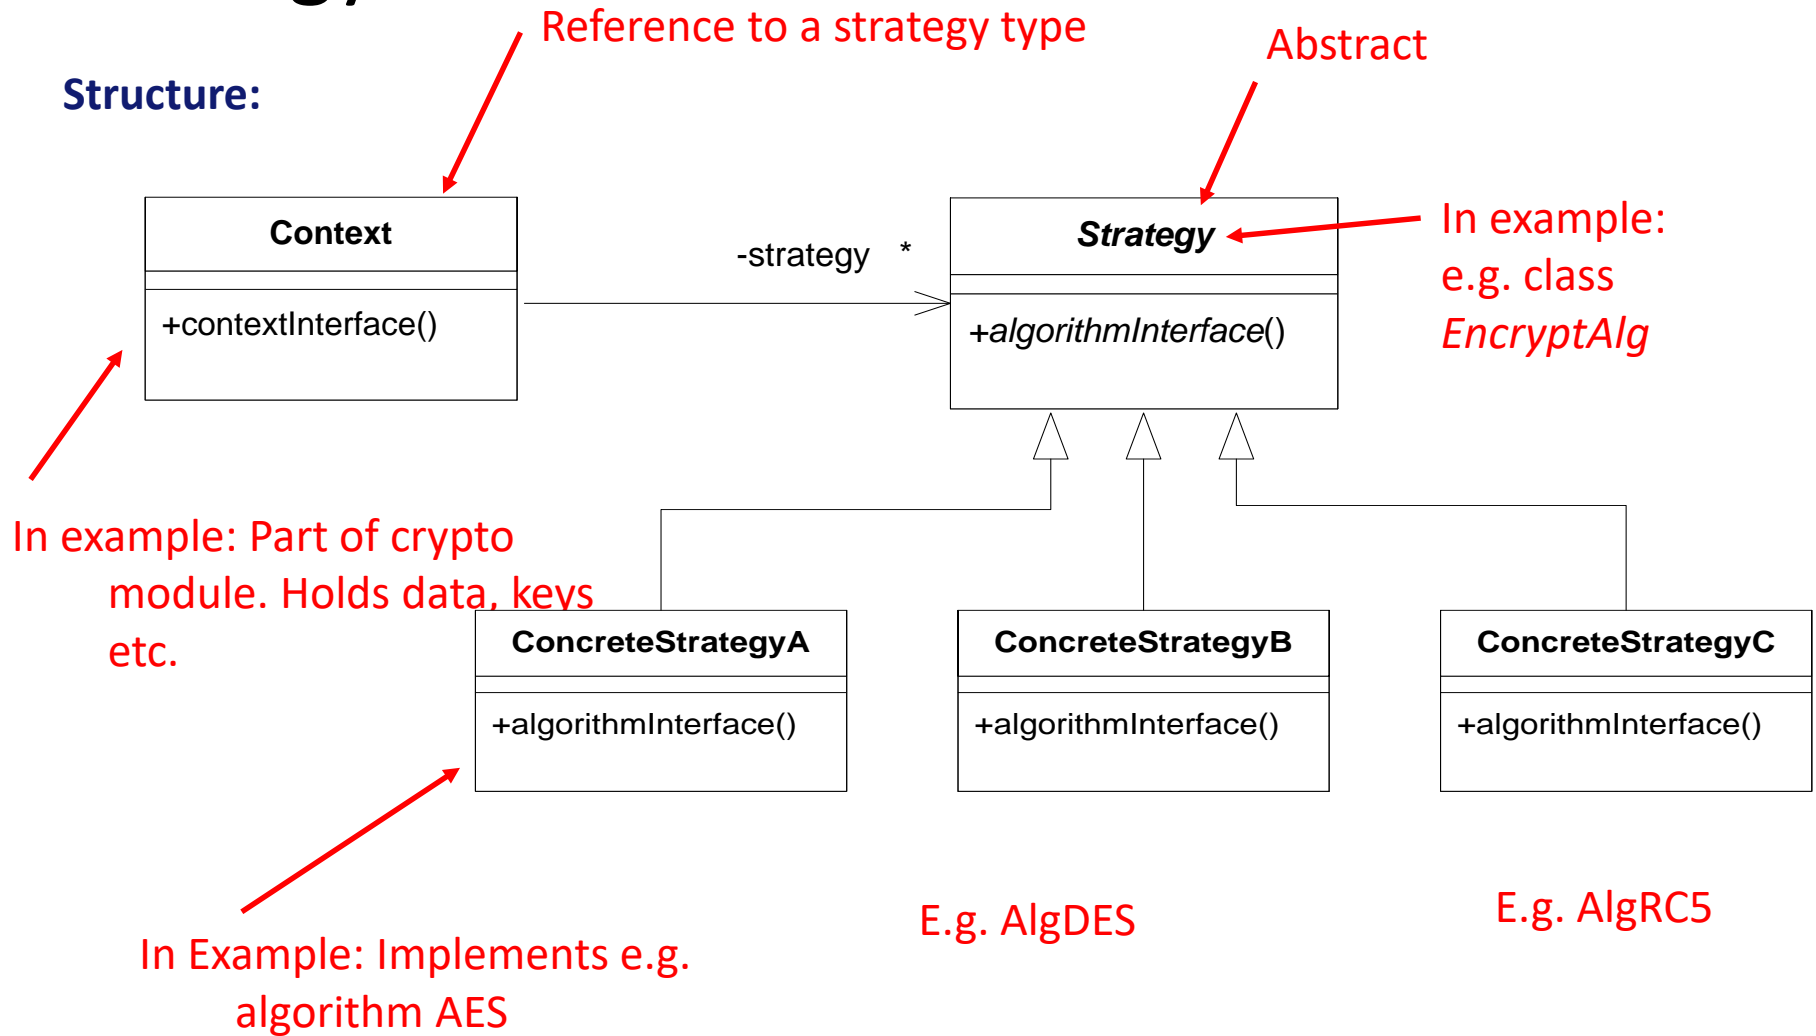 Reference to a strategy type
Abstract
Structure:
Context
+contextInterface()
-strategy *
Strategy
+algorithmInterface()
In example:
e.g. class
EncryptAlg
In example: Part of crypto
module. Holds data, keys
etc.
ConcreteStrategyA
+algorithmInterface()
ConcreteStrategyB
+algorithmInterface()
ConcreteStrategyC
+algorithmInterface()
In Example: Implements e.g.
algorithm AES
E.g. AlgDES
E.g. AlgRC5